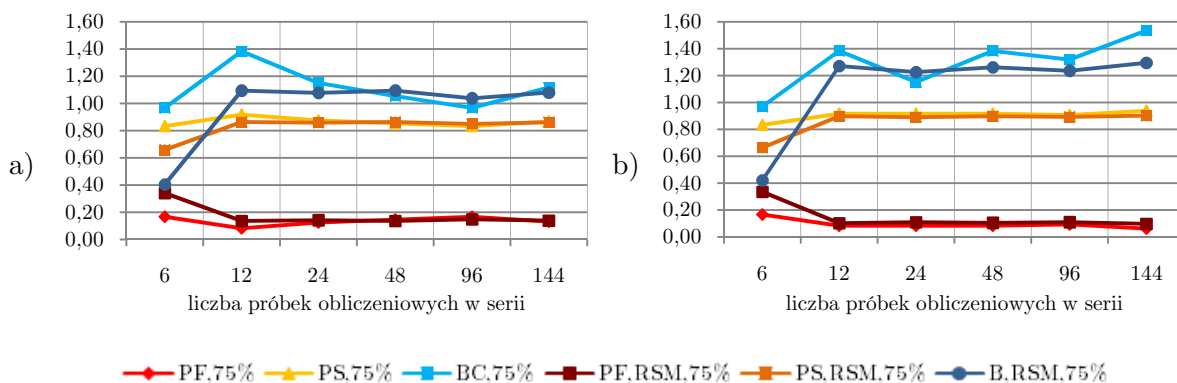 a)
1,60
1,40
1,20
1,00
0,80
0,60
0,40
0,20
0,00
6 12 24 48 96 144
liczba próbek obliczeniowych w serii
b)
1,60
1,40
1,20
1,00
0,80
0,60
0,40
0,20
0,00
6 12 24 48 96 144
liczba próbek obliczeniowych w serii
PF,75% PS,75% BC,75% PF,RSM,75% PS,RSM,75% B,RSM,75%